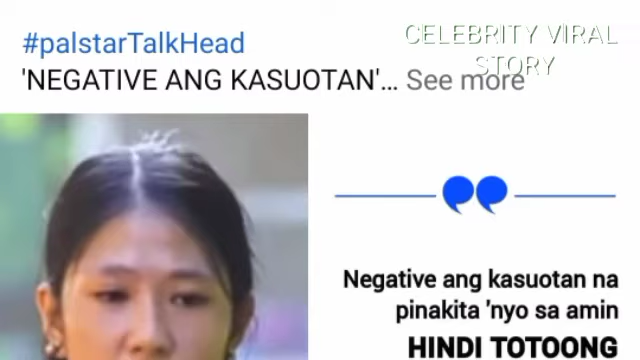 #palstarTalkHead
CELEBRITY VIRAL
STORY
'NEGATIVE ANG KASUOTAN'... See more
Negative ang kasuotan na
pinakita 'nyo sa amin
HINDI TOTOONG